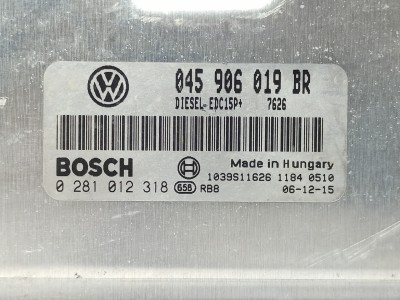 045 906 019 BR
DIESEL-EDC15P+ 7626
BOSCH
Made in Hungary
1039S11626 1184 0510
0 281 012 318 658 RB8 06-12-15